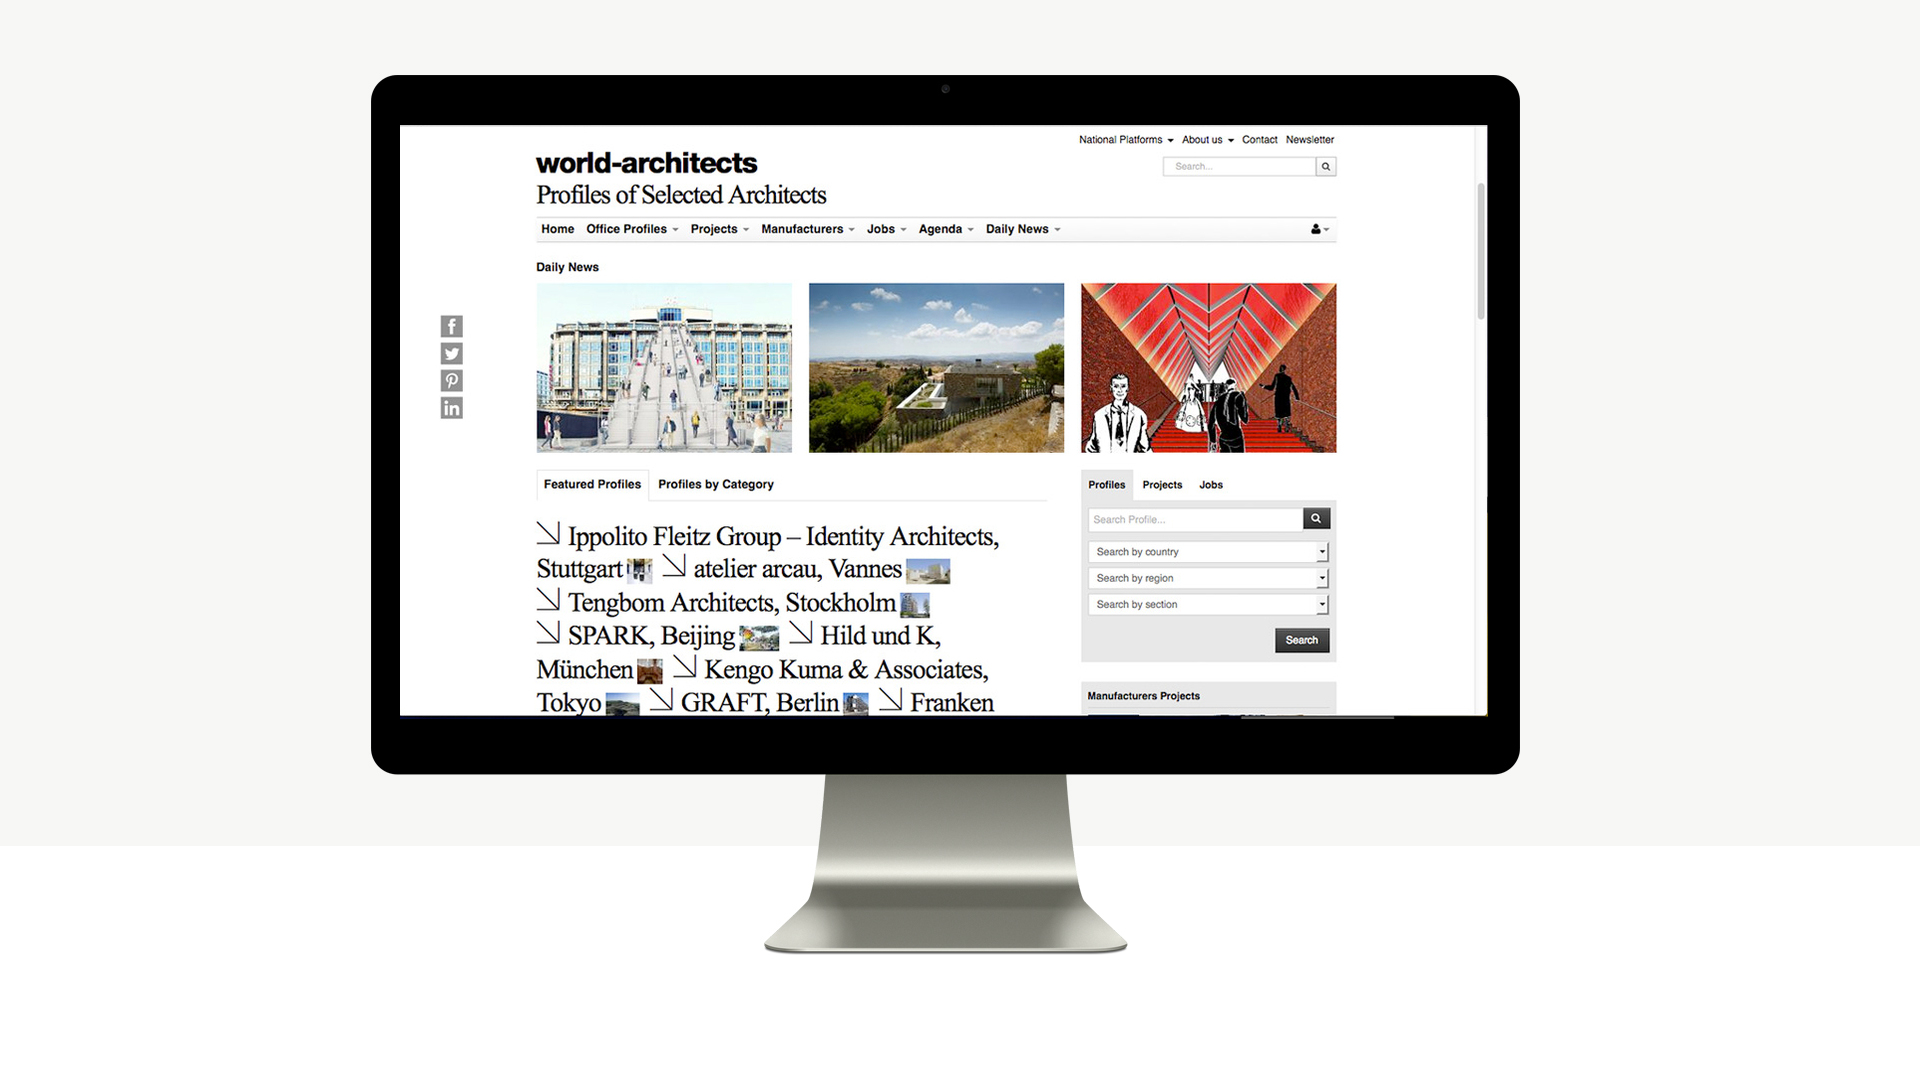 National Platforms About us Contact Newsletter
world-architects
Search...
Profiles of Selected Architects
Home Office Profiles Projects Manufacturers Jobs Agenda Daily News
Daily News
f
in
Featured Profiles Profiles by Category
Ippolito Fleitz Group – Identity Architects,
Stuttgart atelier arcau, Vannes
Tengbom Architects, Stockholm
SPARK, Beijing Hild und K,
München Kengo Kuma & Associates,
Tokyo GRAFT, Berlin Franken
Profiles Projects Jobs
Search Profile...
Search by country
Search by region
Search by section
Search
Manufacturers Projects